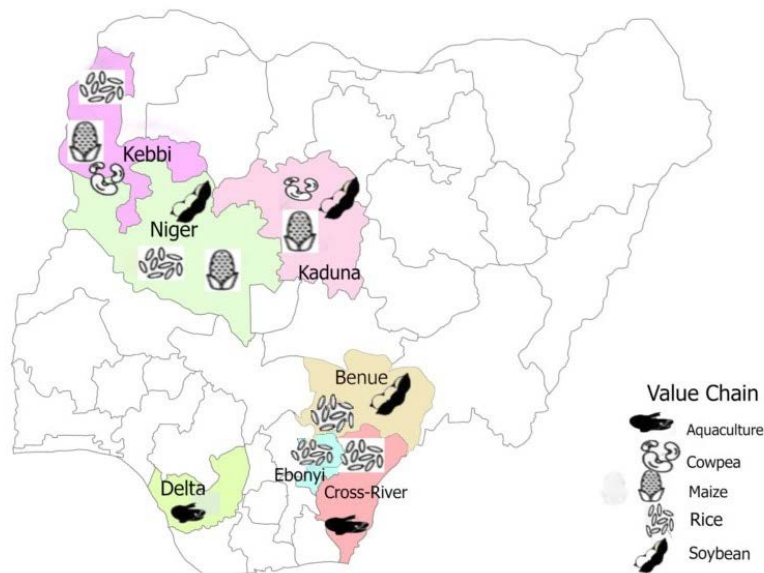 Kebbi
Niger
Kaduna
Benue
Ebonyi
Delta
Cross-River
Value Chain
Aquaculture
Cowpea
Maize
Rice
Soybean